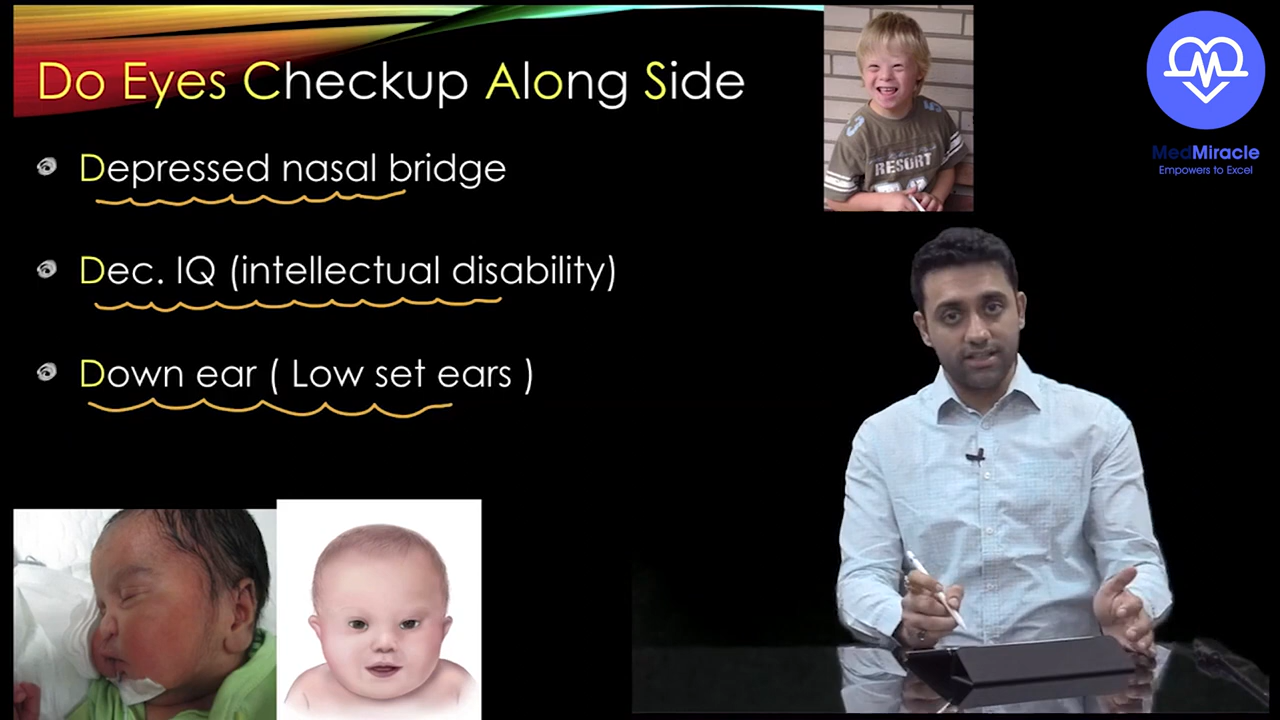 Do Eyes Checkup Along Side
Depressed nasal bridge
Dec. IQ (intellectual disability)
Down ear ( Low set ears )
RESORT
MedMiracle
Empowers to Excel